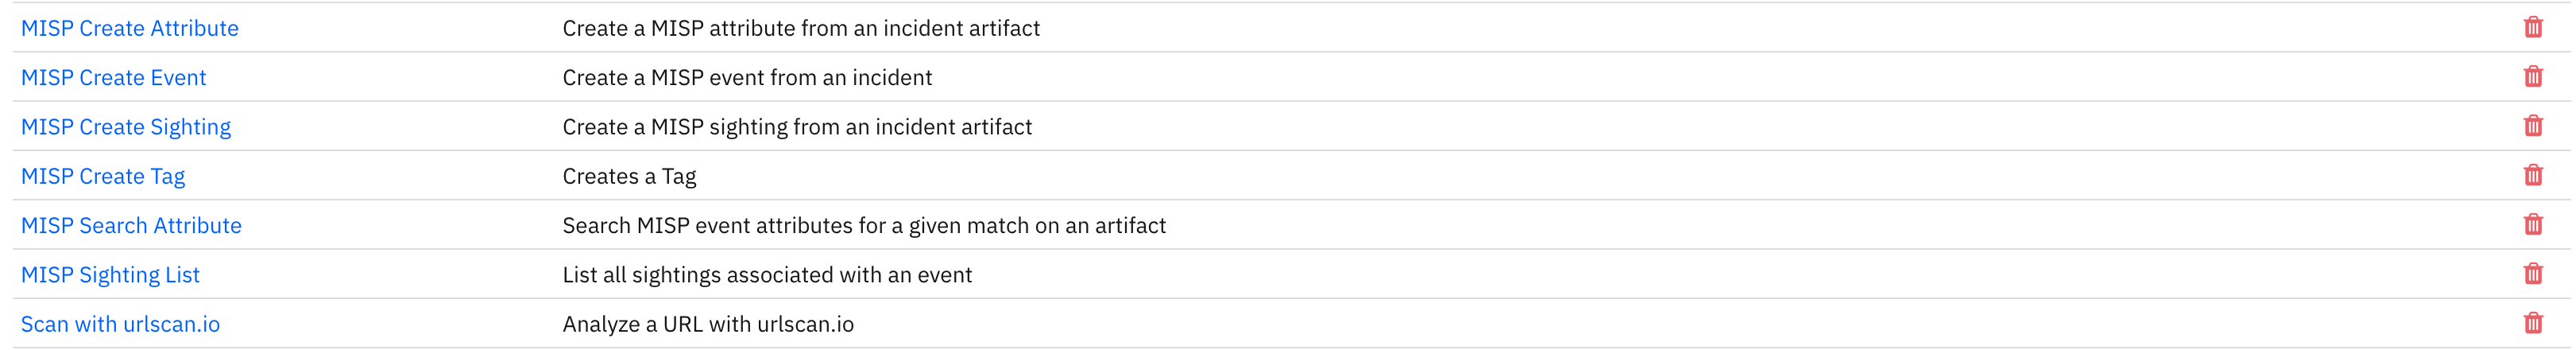 MISP Create Attribute Create a MISP attribute from an incident artifact
MISP Create Event Create a MISP event from an incident
MISP Create Sighting Create a MISP sighting from an incident artifact
MISP Create Tag Creates a Tag
MISP Search Attribute Search MISP event attributes for a given match on an artifact
MISP Sighting List List all sightings associated with an event
Scan with urlscan.io Analyze a URL with urlscan.io